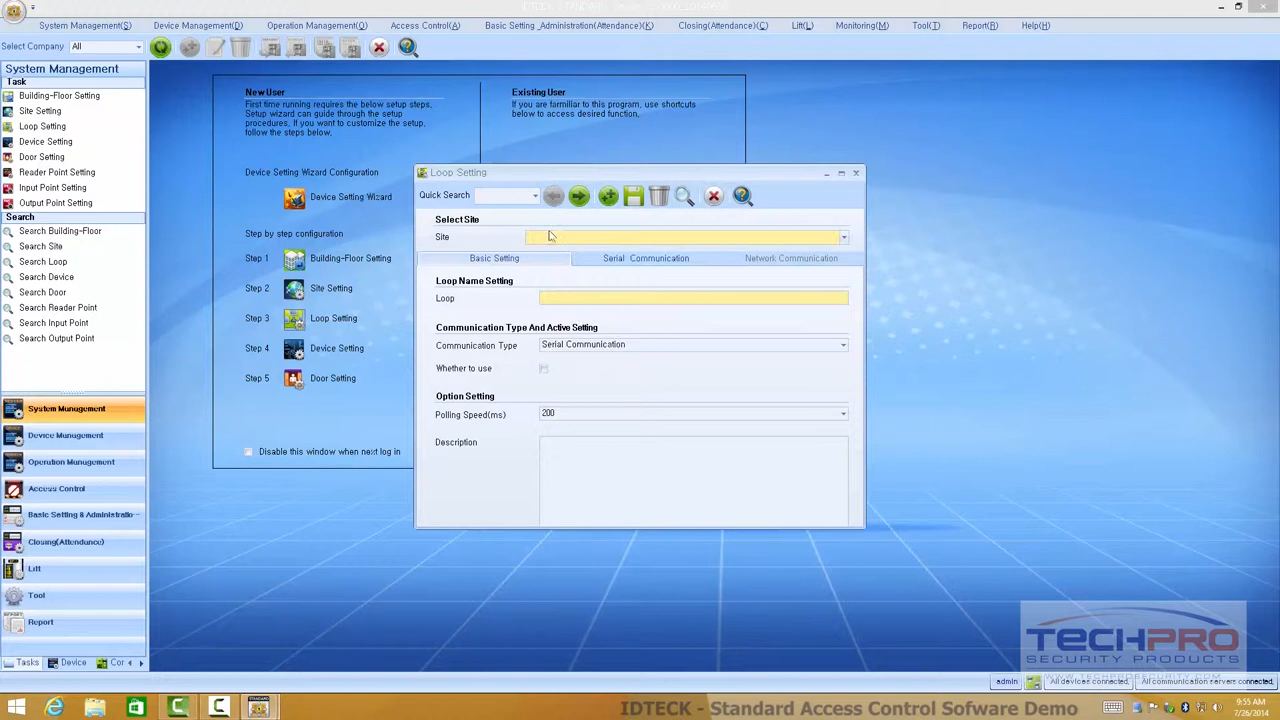 System Management(S) Device Management(D) Operation Management(O) Access Control(A) Basic Setting _Administration(Attendance)(K) Closing(Attendance)(C) Lift(L) Monitoring(M) Tool(T) Report(R) Help(H)
Select Company All
System Management
Task
Building-Floor Setting
Site Setting
Loop Setting
Device Setting
Door Setting
Reader Point Setting
Input Point Setting
Output Point Setting
Search
Search Building-Floor
Search Site
Search Loop
Search Device
Search Door
Search Reader Point
Search Input Point
Search Output Point
System Management
Device Management
Operation Management
Access Control
Basic Setting & Administratio
Closing(Attendance)
Lift
Tool
Report
Tasks Device Cor
New User
First time running requires the below setup steps,
Setup wizard can guide through the setup
procedures, If you want to customize the setup,
follow the steps below,
Device Setting Wizard Configuration
Device Setting Wizard
Step by step configuration
Step 1 Building-Floor Setting
Step 2 Site Setting
Step 3 Loop Setting
Step 4 Device Setting
Step 5 Door Setting
Disable this window when next log in
Existing User
If you are farmiliar to this program, use shortcuts
below to access desired function,
Loop Setting
Quick Search
Select Site
Site
Basic Setting Serial Communication Network Communication
Loop Name Setting
Loop
Communication Type And Active Setting
Communication Type Serial Communication
Whether to use
Option Setting
Polling Speed(ms) 200
Description
TECHPRO
SECURITY PRODUCTS
WWW.TECHPROSECURITY.COM
admin All devices connected, All communication servers connected,
IDTECK - Standard Access Control Sofware Demo
9:55 AM
7/26/2014